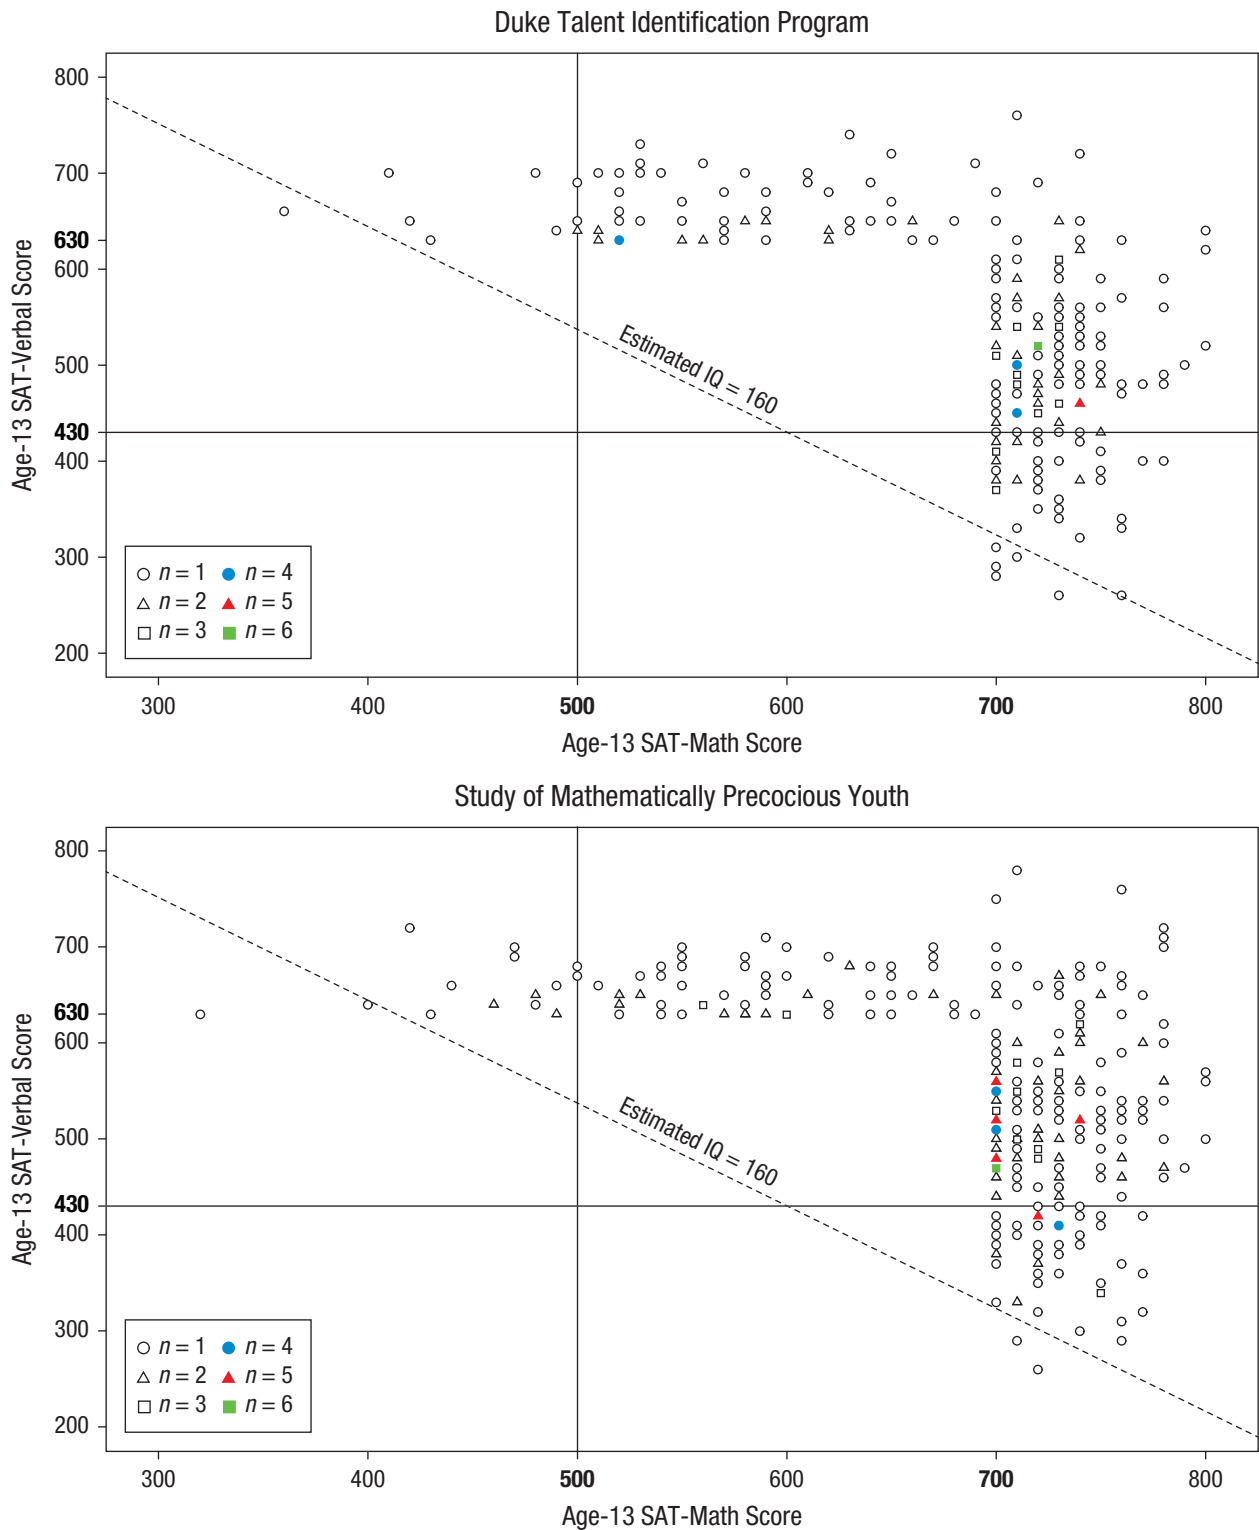 Duke Talent Identification Program
800
700
630
600
500
430
400
300
200
Age-13 SAT-Verbal Score
Estimated IQ = 160
n = 1 n = 4
n = 2 n = 5
n = 3 n = 6
300 400 500 600 700 800
Age-13 SAT-Math Score
Study of Mathematically Precocious Youth
800
700
630
600
500
430
400
300
200
Age-13 SAT-Verbal Score
Estimated IQ = 160
n = 1 n = 4
n = 2 n = 5
n = 3 n = 6
300 400 500 600 700 800
Age-13 SAT-Math Score